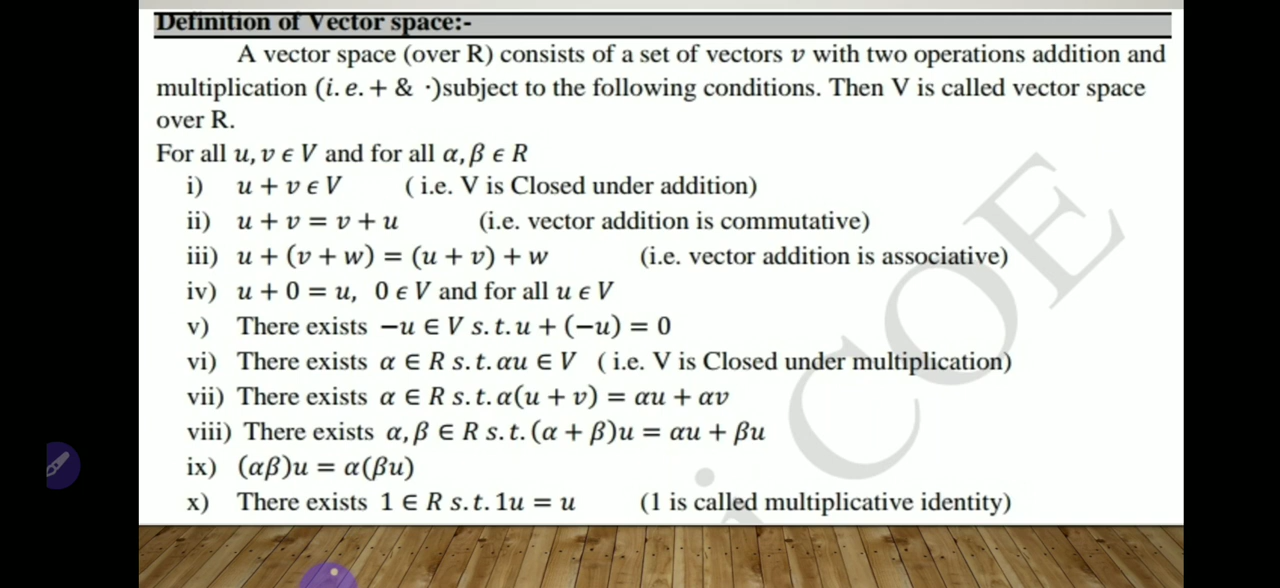 Definition of Vector space:-
A vector space (over R) consists of a set of vectors 𝑣 with two operations addition and
multiplication (𝑖. 𝑒. + & ·)subject to the following conditions. Then V is called vector space
over R.
For all 𝑢, 𝑣 ϵ 𝑉 and for all 𝛼, 𝛽 ϵ 𝑅
i) 𝑢 + 𝑣 ϵ 𝑉 ( i.e. V is Closed under addition)
ii) 𝑢 + 𝑣 = 𝑣 + 𝑢 (i.e. vector addition is commutative)
iii) 𝑢 + (𝑣 + 𝑤) = (𝑢 + 𝑣) + 𝑤 (i.e. vector addition is associative)
iv) 𝑢 + 0 = 𝑢, 0 ϵ 𝑉 and for all 𝑢 ϵ 𝑉
v) There exists −𝑢 ∈ 𝑉 𝑠. 𝑡. 𝑢 + (−𝑢) = 0
vi) There exists 𝛼 ∈ 𝑅 𝑠. 𝑡. 𝛼𝑢 ∈ 𝑉 ( i.e. V is Closed under multiplication)
vii) There exists 𝛼 ∈ 𝑅 𝑠. 𝑡. 𝛼(𝑢 + 𝑣) = 𝛼𝑢 + 𝛼𝑣
viii) There exists 𝛼, 𝛽 ∈ 𝑅 𝑠. 𝑡. (𝛼 + 𝛽)𝑢 = 𝛼𝑢 + 𝛽𝑢
ix) (𝛼𝛽)𝑢 = 𝛼(𝛽𝑢)
x) There exists 1 ∈ 𝑅 𝑠. 𝑡. 1𝑢 = 𝑢 (1 is called multiplicative identity)
COE